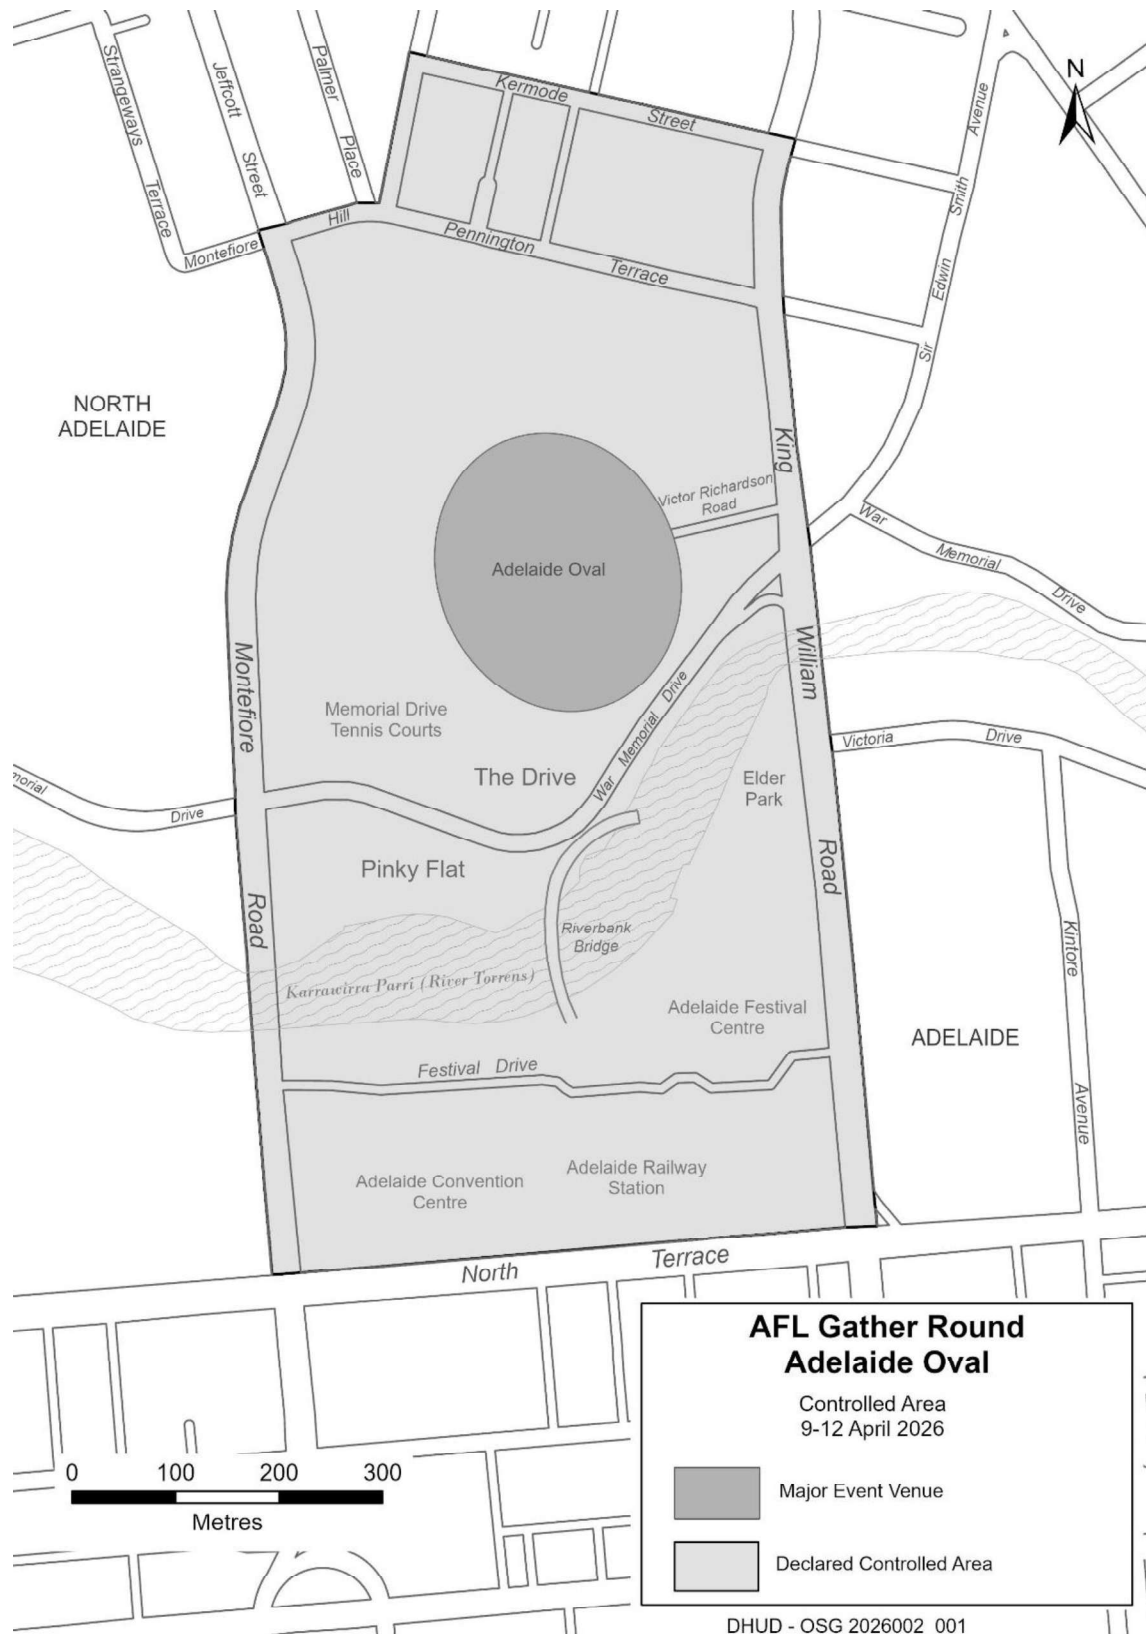 Strangeways
Terrace
Jeffcott
Street
Palmer
Place
Kermode
Street
N
Avenue
Smith
Edwin
Sir
Montefiore
Hill
Pennington
Terrace
NORTH
ADELAIDE
King
William
Road
Victor Richardson
Road
War
Memorial
Drive
Adelaide Oval
Montefiore
Road
Memorial Drive
Tennis Courts
The Drive
War Memorial Drive
Elder
Park
Victoria Drive
morial
Drive
Pinky Flat
Riverbank
Bridge
Karrawirra Parri (River Torrens)
Kintore
Avenue
Adelaide Festival
Centre
ADELAIDE
Festival Drive
Adelaide Convention
Centre
Adelaide Railway
Station
North Terrace
AFL Gather Round
Adelaide Oval
Controlled Area
9-12 April 2026
Major Event Venue
Declared Controlled Area
0 100 200 300
Metres
DHUD - OSG 2026002_001